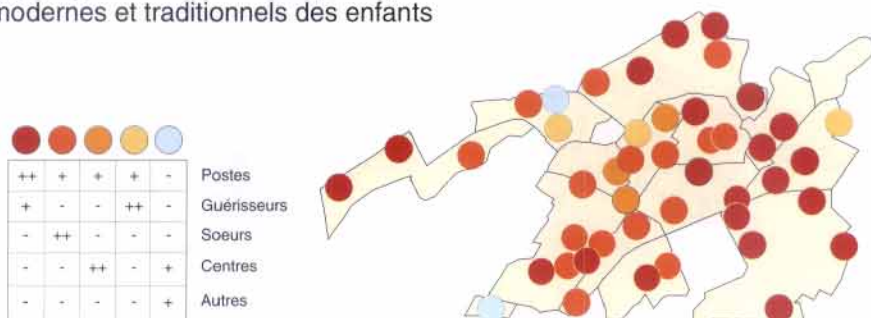 modernes et traditionnels des enfants
++ + + + - Postes
+ - - ++ - Guérisseurs
- ++ - - - Soeurs
- - ++ - + Centres
- - - - + Autres